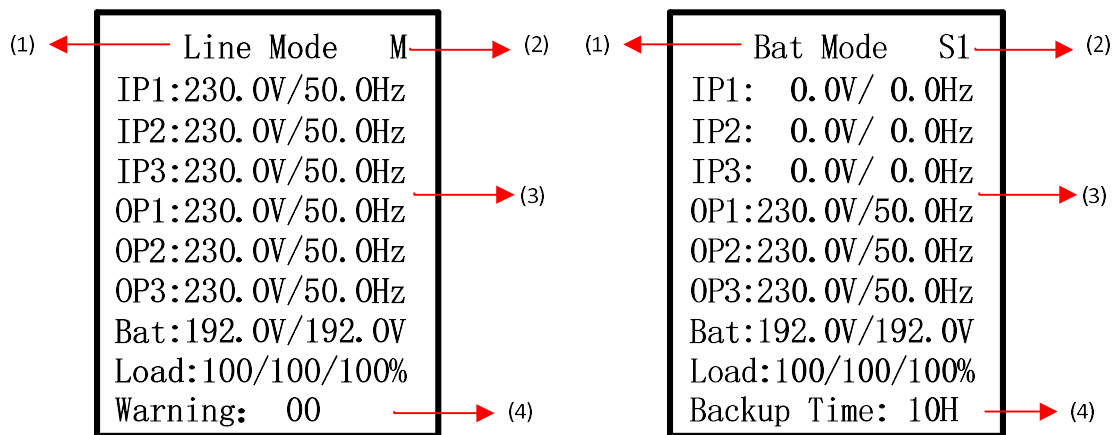 (1) Line Mode M (2)
IP1:230.0V/50.0Hz
IP2:230.0V/50.0Hz
IP3:230.0V/50.0Hz
(3)
OP1:230.0V/50.0Hz
OP2:230.0V/50.0Hz
OP3:230.0V/50.0Hz
Bat:192.0V/192.0V
Load:100/100/100%
Warning: 00 (4)
(1) Bat Mode S1 (2)
IP1: 0.0V/ 0.0Hz
IP2: 0.0V/ 0.0Hz
IP3: 0.0V/ 0.0Hz
(3)
OP1:230.0V/50.0Hz
OP2:230.0V/50.0Hz
OP3:230.0V/50.0Hz
Bat:192.0V/192.0V
Load:100/100/100%
Backup Time: 10H (4)